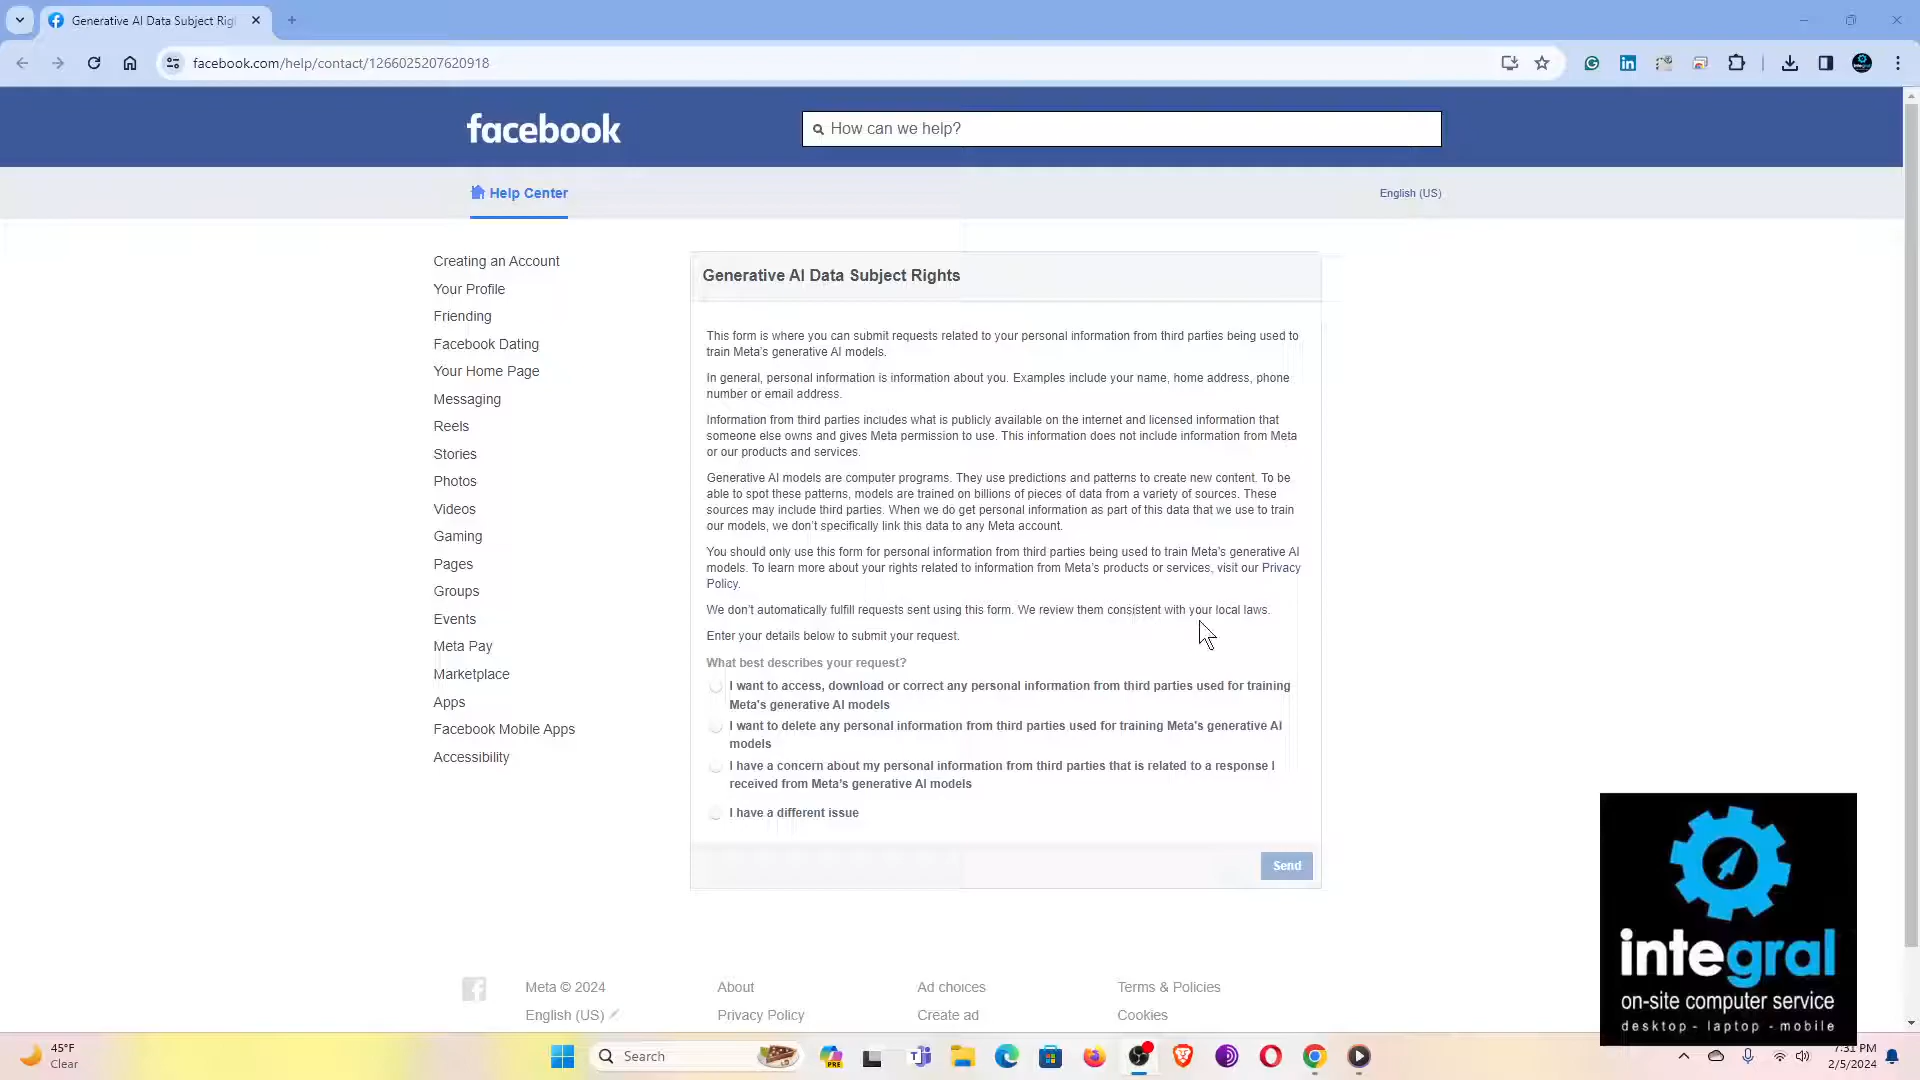 Generative AI Data Subject Rig
facebook.com/help/contact/1266025207620918
facebook
How can we help?
Help Center
English (US)
Creating an Account
Your Profile
Friending
Facebook Dating
Your Home Page
Messaging
Reels
Stories
Photos
Videos
Gaming
Pages
Groups
Events
Meta Pay
Marketplace
Apps
Facebook Mobile Apps
Accessibility
Generative AI Data Subject Rights
This form is where you can submit requests related to your personal information from third parties being used to
train Meta's generative AI models.
In general, personal information is information about you. Examples include your name, home address, phone
number or email address.
Information from third parties includes what is publicly available on the internet and licensed information that
someone else owns and gives Meta permission to use. This information does not include information from Meta
or our products and services.
Generative AI models are computer programs. They use predictions and patterns to create new content. To be
able to spot these patterns, models are trained on billions of pieces of data from a variety of sources. These
sources may include third parties. When we do get personal information as part of this data that we use to train
our models, we don't specifically link this data to any Meta account.
You should only use this form for personal information from third parties being used to train Meta's generative AI
models. To learn more about your rights related to information from Meta's products or services, visit our Privacy
Policy.
We don't automatically fulfill requests sent using this form. We review them consistent with your local laws.
Enter your details below to submit your request.
What best describes your request?
I want to access, download or correct any personal information from third parties used for training
Meta's generative AI models
I want to delete any personal information from third parties used for training Meta's generative AI
models
I have a concern about my personal information from third parties that is related to a response I
received from Meta's generative AI models
I have a different issue
Send
Meta © 2024
About
Ad choices
Terms & Policies
English (US)
Privacy Policy
Create ad
Cookies
integral
on-site computer service
desktop - laptop - mobile
45°F
Clear
Search
PRE
7:31 PM
2/5/2024